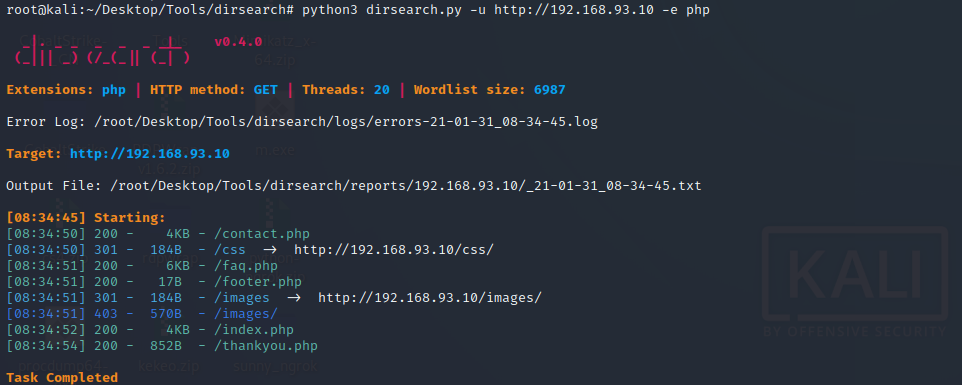 root@kali:~/Desktop/Tools/dirsearch# python3 dirsearch.py -u http://192.168.93.10 -e php
v0.4.0
Extensions: php | HTTP method: GET | Threads: 20 | Wordlist size: 6987
Error Log: /root/Desktop/Tools/dirsearch/logs/errors-21-01-31_08-34-45.log
Target: http://192.168.93.10
Output File: /root/Desktop/Tools/dirsearch/reports/192.168.93.10/_21-01-31_08-34-45.txt
[08:34:45] Starting:
[08:34:50] 200 -   4KB - /contact.php
[08:34:50] 301 -  184B  - /css  ->  http://192.168.93.10/css/
[08:34:51] 200 -   6KB - /faq.php
[08:34:51] 200 -   17B  - /footer.php
[08:34:51] 301 -  184B  - /images  ->  http://192.168.93.10/images/
[08:34:51] 403 -  570B  - /images/
[08:34:52] 200 -   4KB - /index.php
[08:34:54] 200 -  852B  - /thankyou.php
Task Completed
KALI
BY OFFENSIVE SECURITY